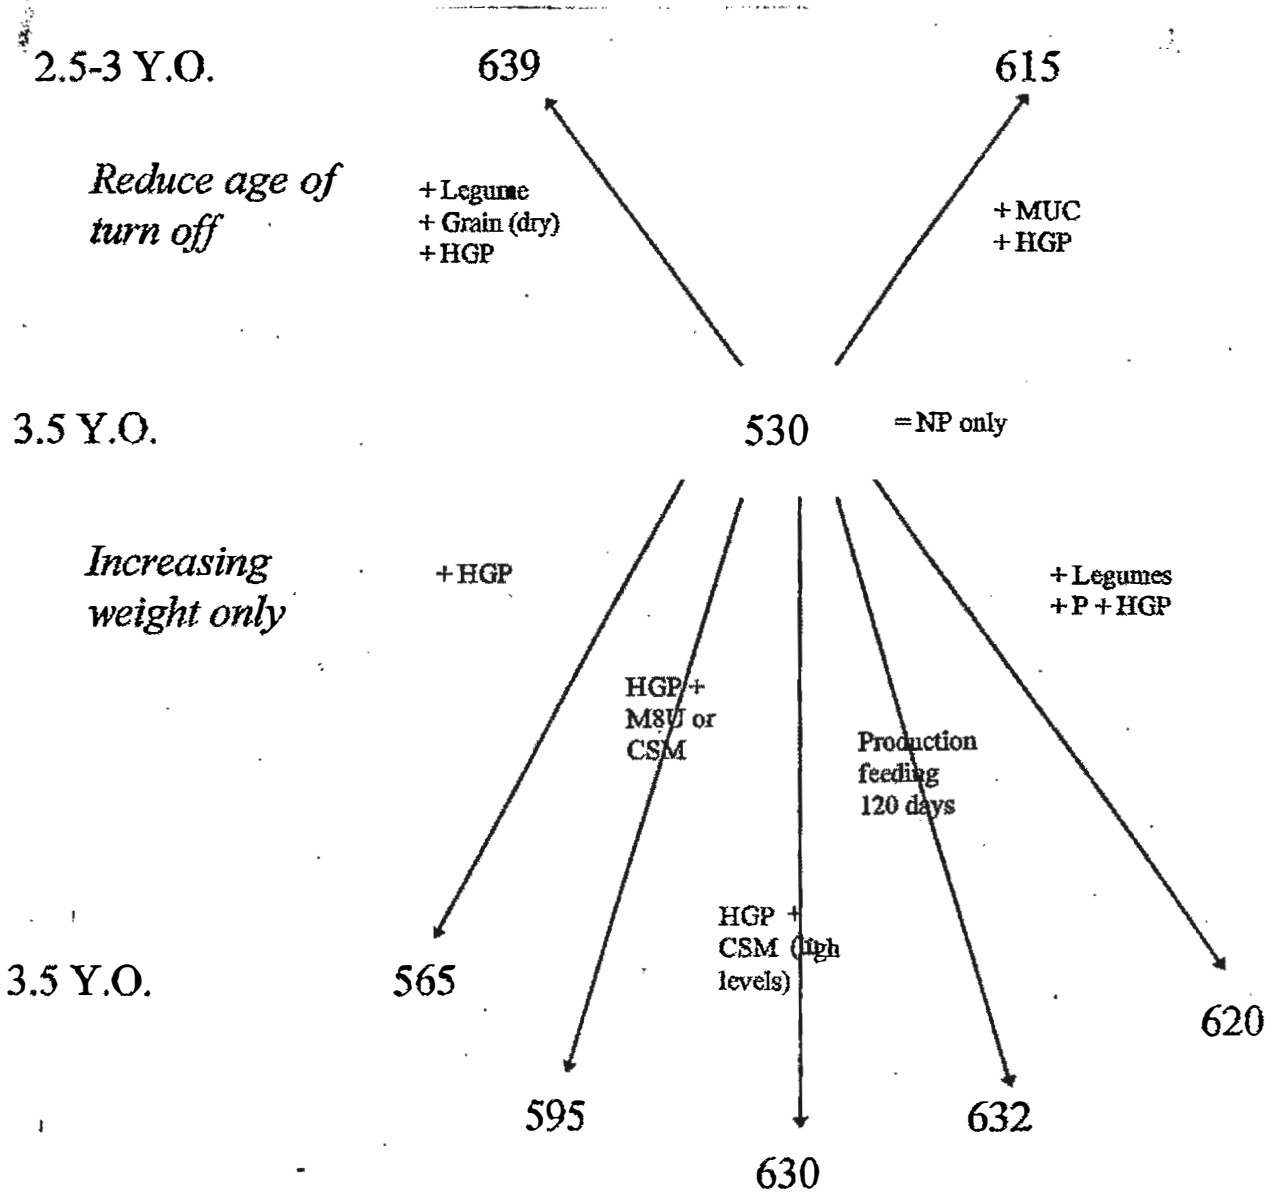 2.5-3 Y.O.
639
615
Reduce age of
turn off
+ Legume
+ Grain (dry)
+ HGP
+ MUC
+ HGP
3.5 Y.O.
530
= NP only
Increasing
weight only
+ HGP
+ Legumes
+ P + HGP
HGP +
M8U or
CSM
Production
feeding
120 days
HGP +
CSM (high
levels)
3.5 Y.O.
565
620
595
632
630